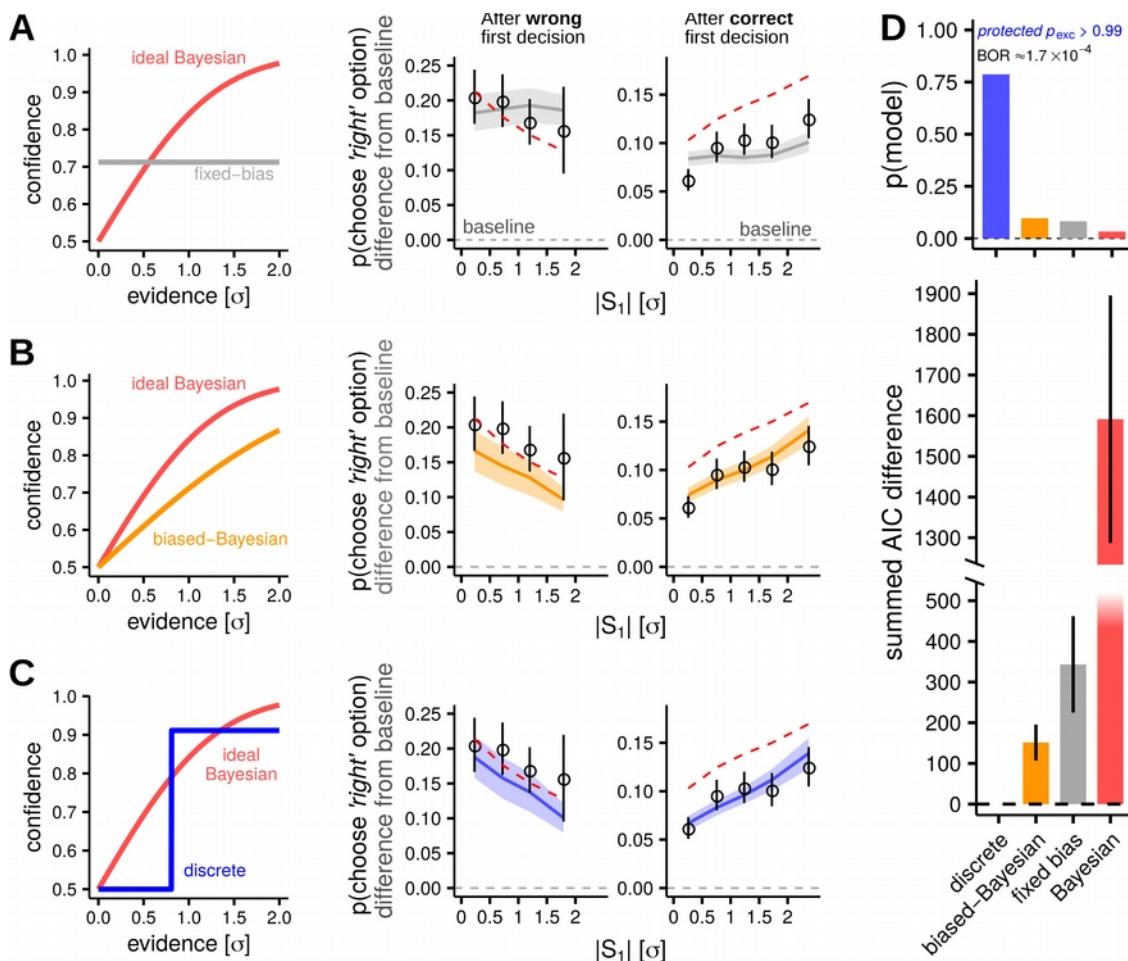 A
confidence
1.0
0.9
0.8
0.7
0.6
0.5
ideal Bayesian
fixed−bias
0.0 0.5 1.0 1.5 2.0
evidence [σ]
p(choose 'right' option)
difference from baseline
After wrong
first decision
0.25
0.20
0.15
0.10
0.05
0.00
baseline
0 0.5 1 1.5 2
After correct
first decision
0.15
0.10
0.05
0.00
baseline
0 0.5 1 1.5 2
|S1| [σ]
B
confidence
1.0
0.9
0.8
0.7
0.6
0.5
ideal Bayesian
biased−Bayesian
0.0 0.5 1.0 1.5 2.0
evidence [σ]
p(choose 'right' option)
difference from baseline
0.25
0.20
0.15
0.10
0.05
0.00
0 0.5 1 1.5 2
0.15
0.10
0.05
0.00
0 0.5 1 1.5 2
|S1| [σ]
C
confidence
1.0
0.9
0.8
0.7
0.6
0.5
ideal
Bayesian
discrete
0.0 0.5 1.0 1.5 2.0
evidence [σ]
p(choose 'right' option)
difference from baseline
0.25
0.20
0.15
0.10
0.05
0.00
0 0.5 1 1.5 2
0.15
0.10
0.05
0.00
0 0.5 1 1.5 2
|S1| [σ]
D
p(model)
1.00
0.75
0.50
0.25
0.00
protected pexc > 0.99
BOR ≈1.7 ×10−4
summed AIC difference
1900
1800
1700
1600
1500
1400
1300
500
400
300
200
100
0
discrete
biased−Bayesian
fixed bias
Bayesian